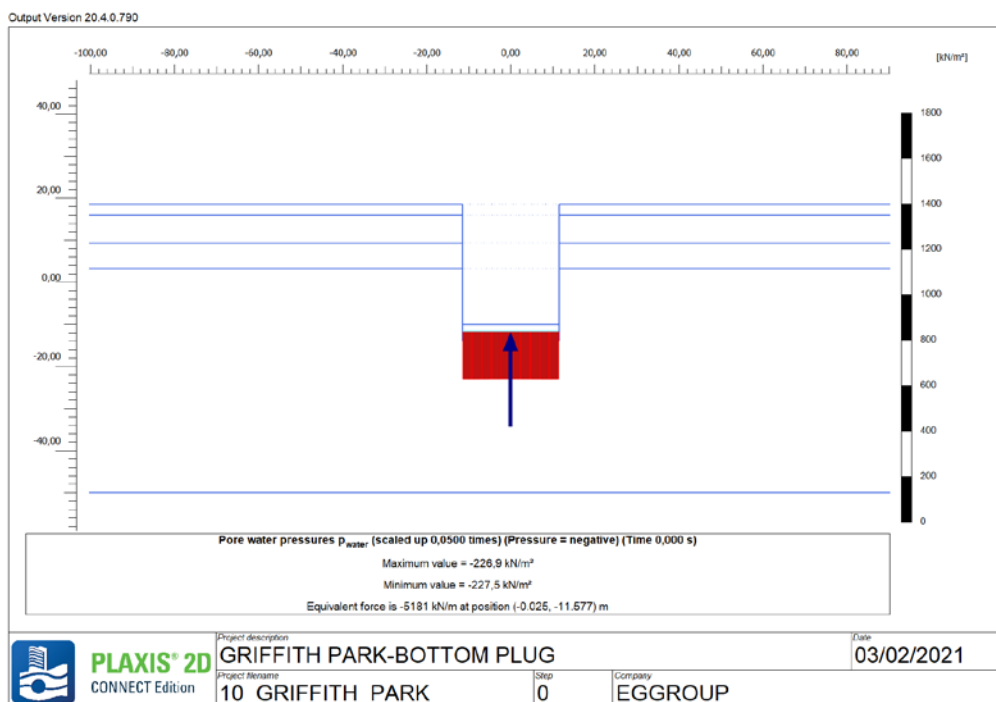 Output Version 20.4.0.790
-100,00 -80,00 -60,00 -40,00 -20,00 0,00 20,00 40,00 60,00 80,00
[kN/m²]
40,00
20,00
0,00
-20,00
-40,00
1800
1600
1400
1200
1000
800
600
400
200
0
Pore water pressures pwater (scaled up 0,0500 times) (Pressure = negative) (Time 0,000 s)
Maximum value = -226,9 kN/m²
Minimum value = -227,5 kN/m²
Equivalent force is -5181 kN/m at position (-0.025, -11.577) m
PLAXIS® 2D
CONNECT Edition
Project description
GRIFFITH PARK-BOTTOM PLUG
Date
03/02/2021
Project filename
10_GRIFFITH_PARK
Step
0
Company
EGGROUP